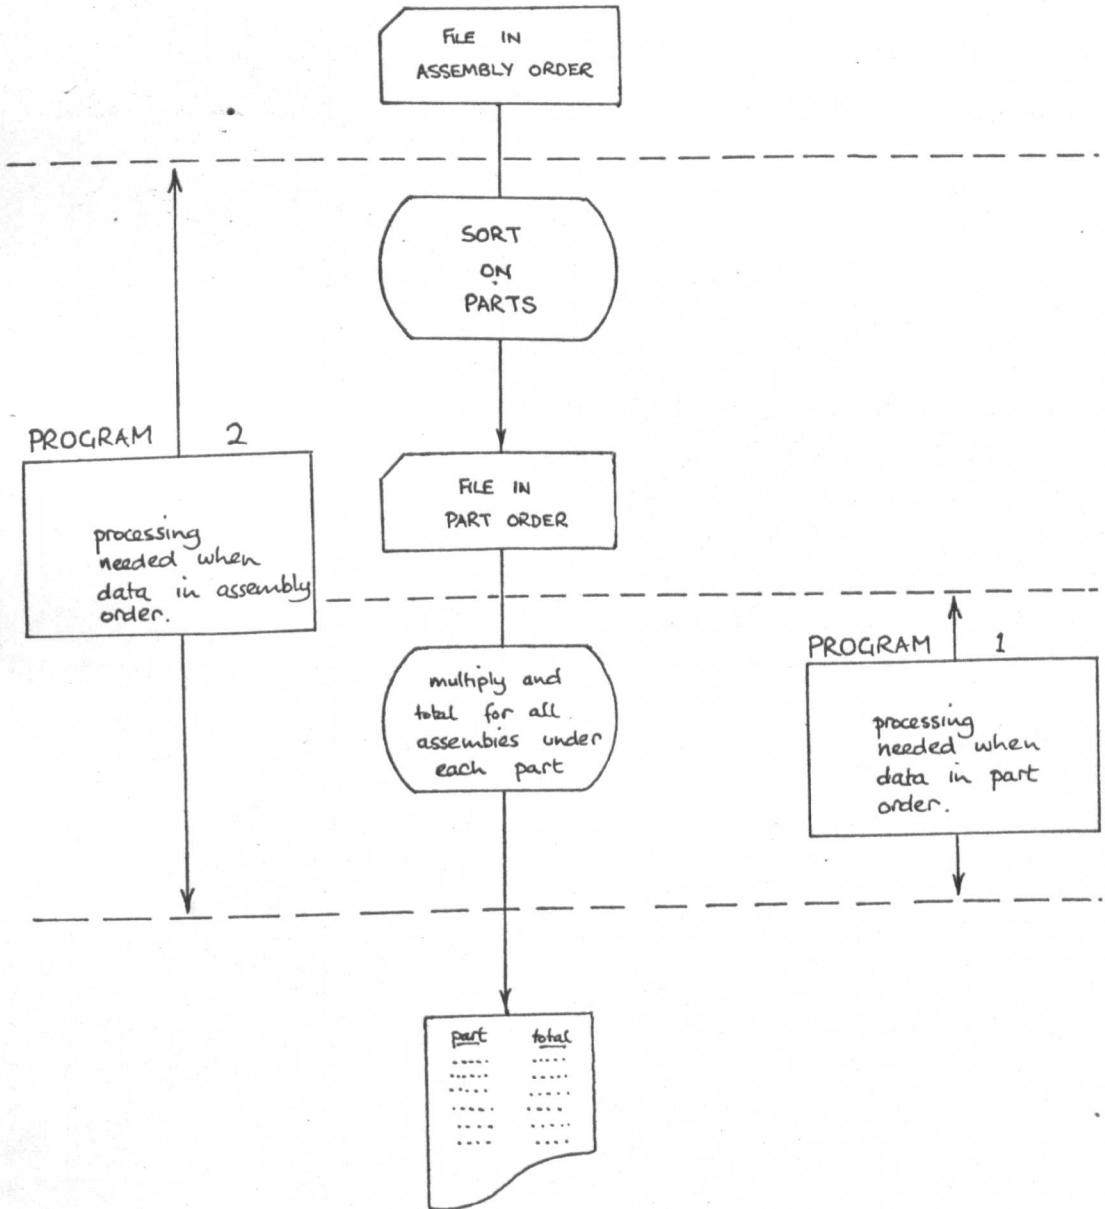 FILE IN
ASSEMBLY ORDER
SORT
ON
PARTS
PROGRAM 2
processing
needed when
data in assembly
order.
FILE IN
PART ORDER
multiply and
total for all
assembies under
each part
PROGRAM 1
processing
needed when
data in part
order.
part total